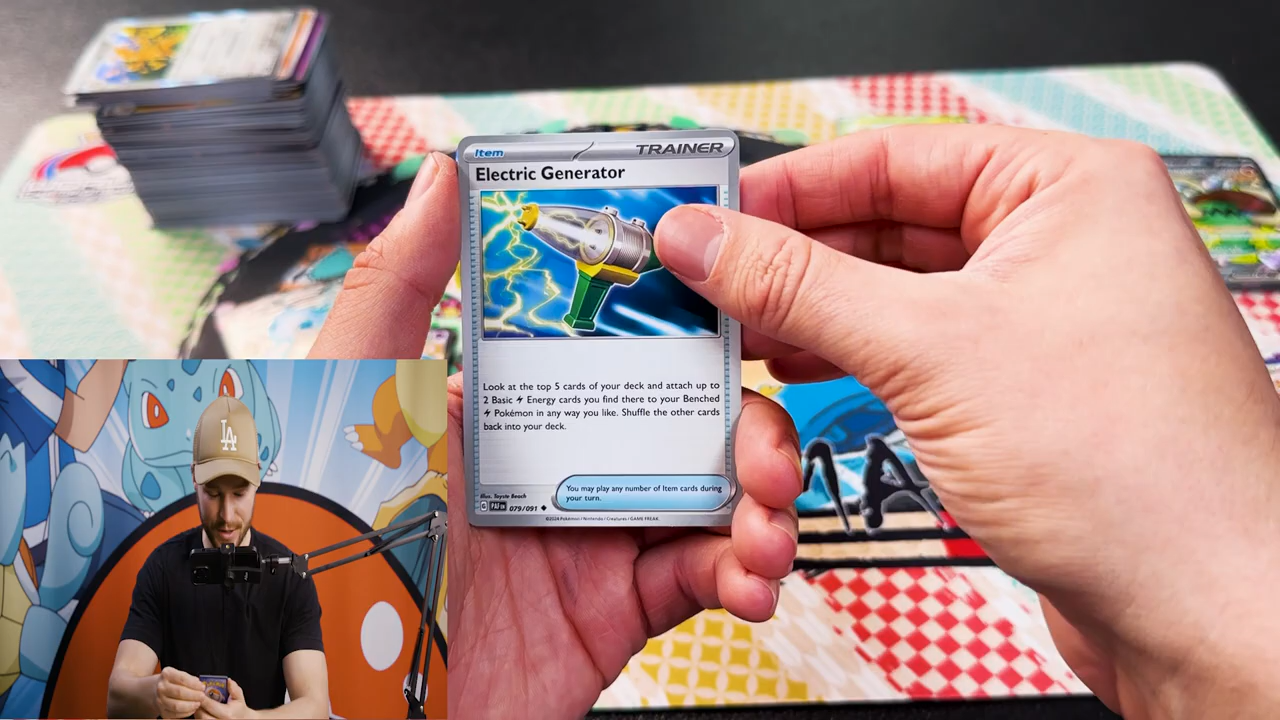 Item
TRAINER
Electric Generator
Look at the top 5 cards of your deck and attach up to
2 Basic Energy cards you find there to your Benched
Pokémon in any way you like. Shuffle the other cards
back into your deck.
You may play any number of Item cards during
your turn.
Illus. Toyste Beach
PAF EN 079/091
©2024 Pokémon / Nintendo / Creatures / GAME FREAK
LA